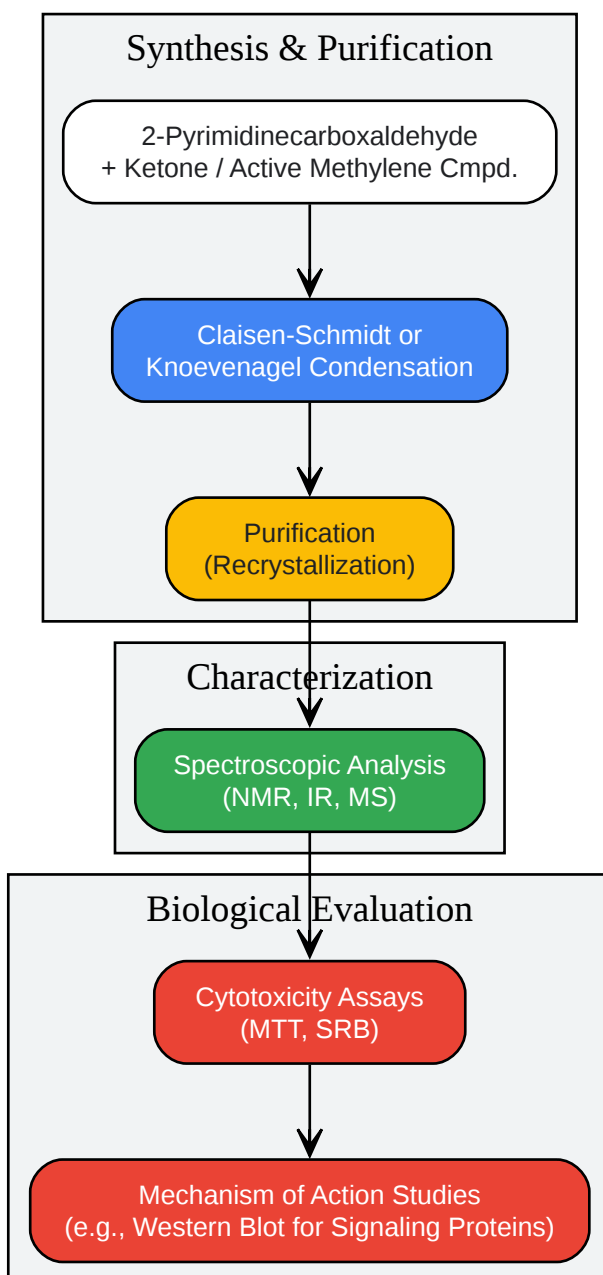 Synthesis & Purification
2-Pyrimidinecarboxaldehyde
+ Ketone / Active Methylene Cmpd.
Claisen-Schmidt or
Knoevenagel Condensation
Purification
(Recrystallization)
Characterization
Spectroscopic Analysis
(NMR, IR, MS)
Biological Evaluation
Cytotoxicity Assays
(MTT, SRB)
Mechanism of Action Studies
(e.g., Western Blot for Signaling Proteins)